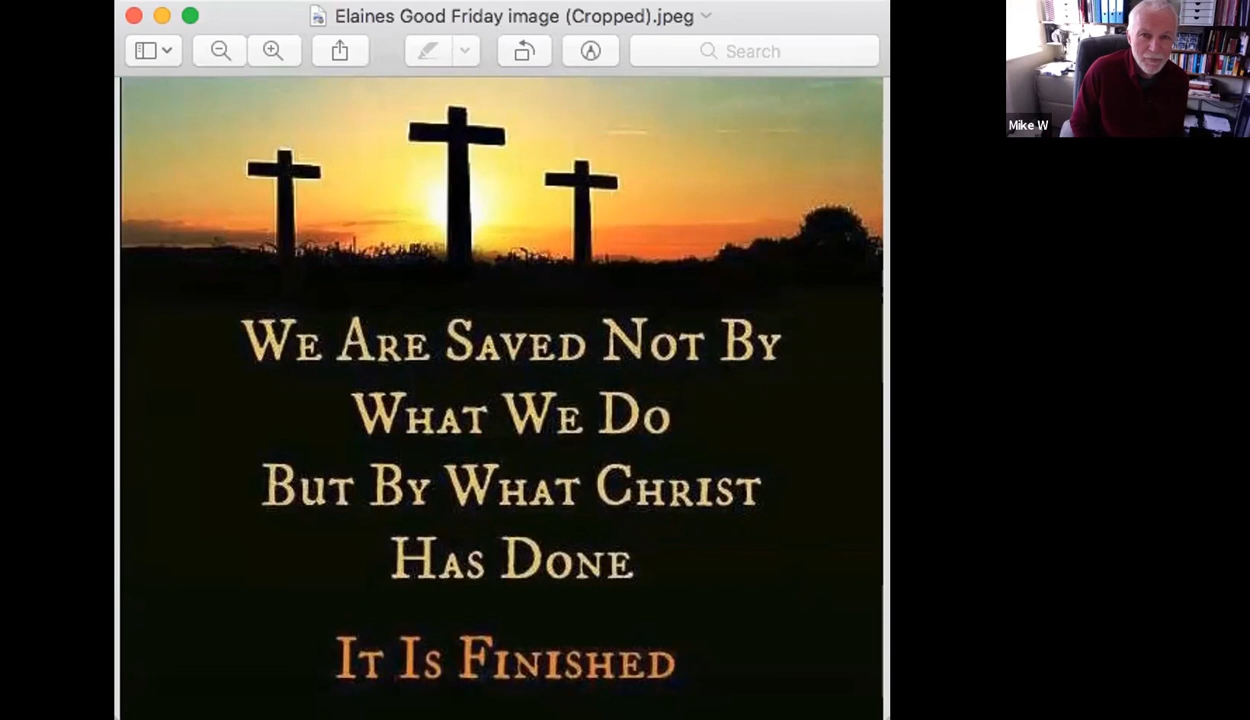 Elaines Good Friday image (Cropped).jpeg
Search
Mike W
We Are Saved Not By
What We Do
But By What Christ
Has Done
It Is Finished